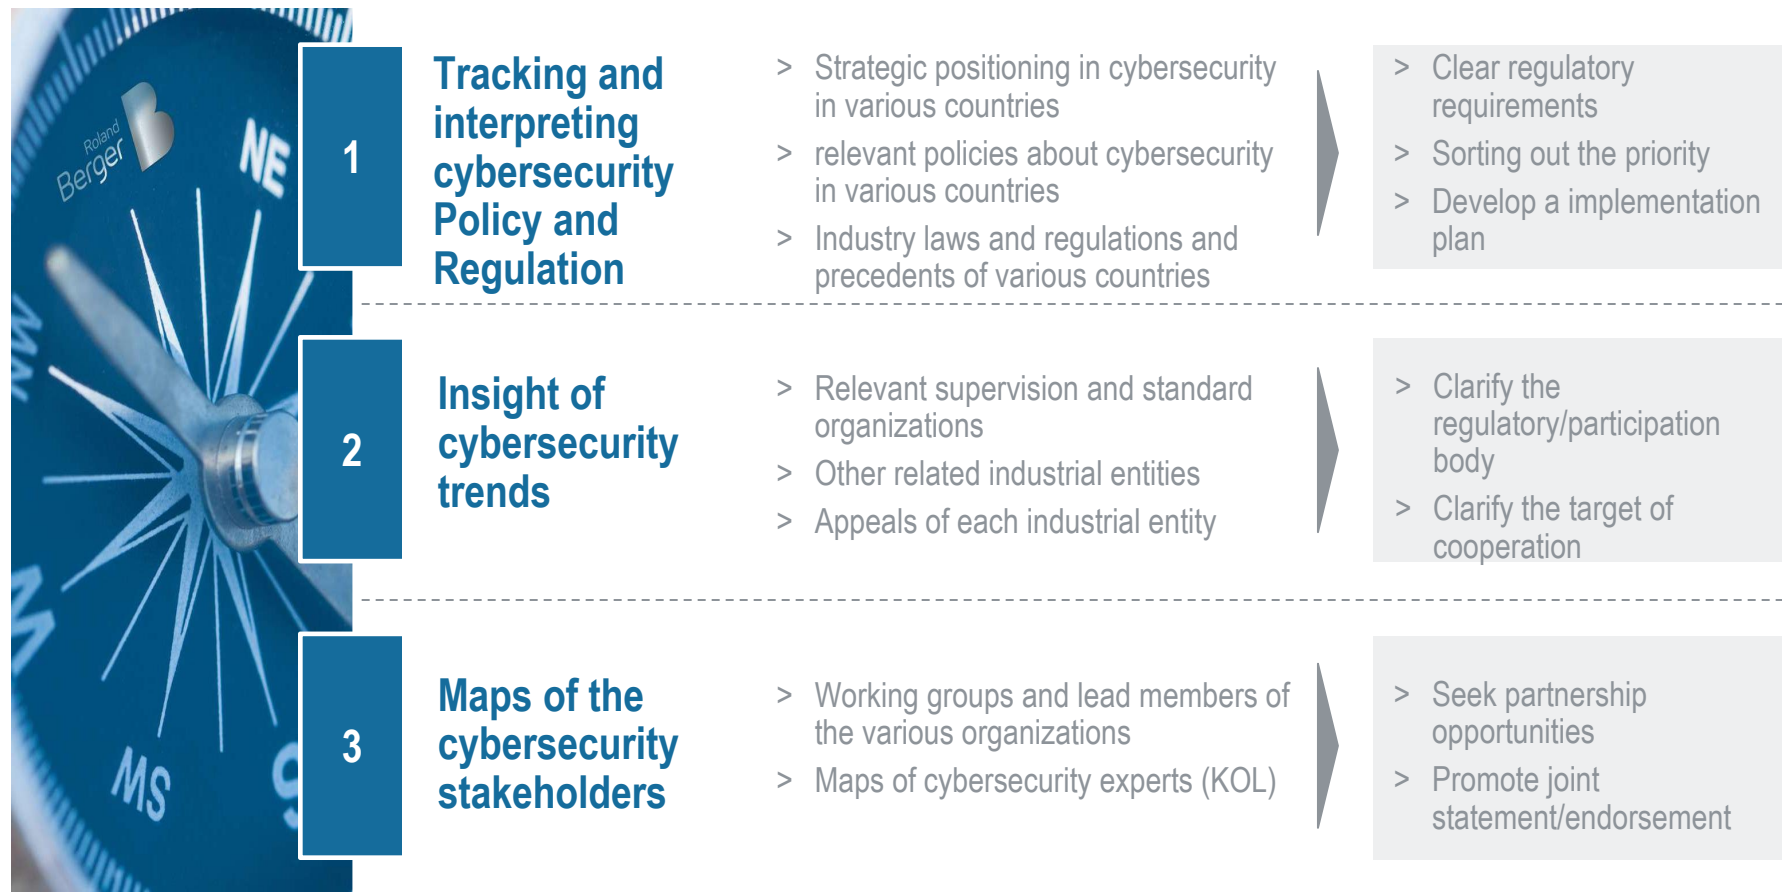 Roland
Berger
B
NE
NW
W
SW
S
1
Tracking and
interpreting
cybersecurity
Policy and
Regulation
> Strategic positioning in cybersecurity
in various countries
> relevant policies about cybersecurity
in various countries
> Industry laws and regulations and
precedents of various countries
> Clear regulatory
requirements
> Sorting out the priority
> Develop a implementation
plan
2
Insight of
cybersecurity
trends
> Relevant supervision and standard
organizations
> Other related industrial entities
> Appeals of each industrial entity
> Clarify the
regulatory/participation
body
> Clarify the target of
cooperation
3
Maps of the
cybersecurity
stakeholders
> Working groups and lead members of
the various organizations
> Maps of cybersecurity experts (KOL)
> Seek partnership
opportunities
> Promote joint
statement/endorsement